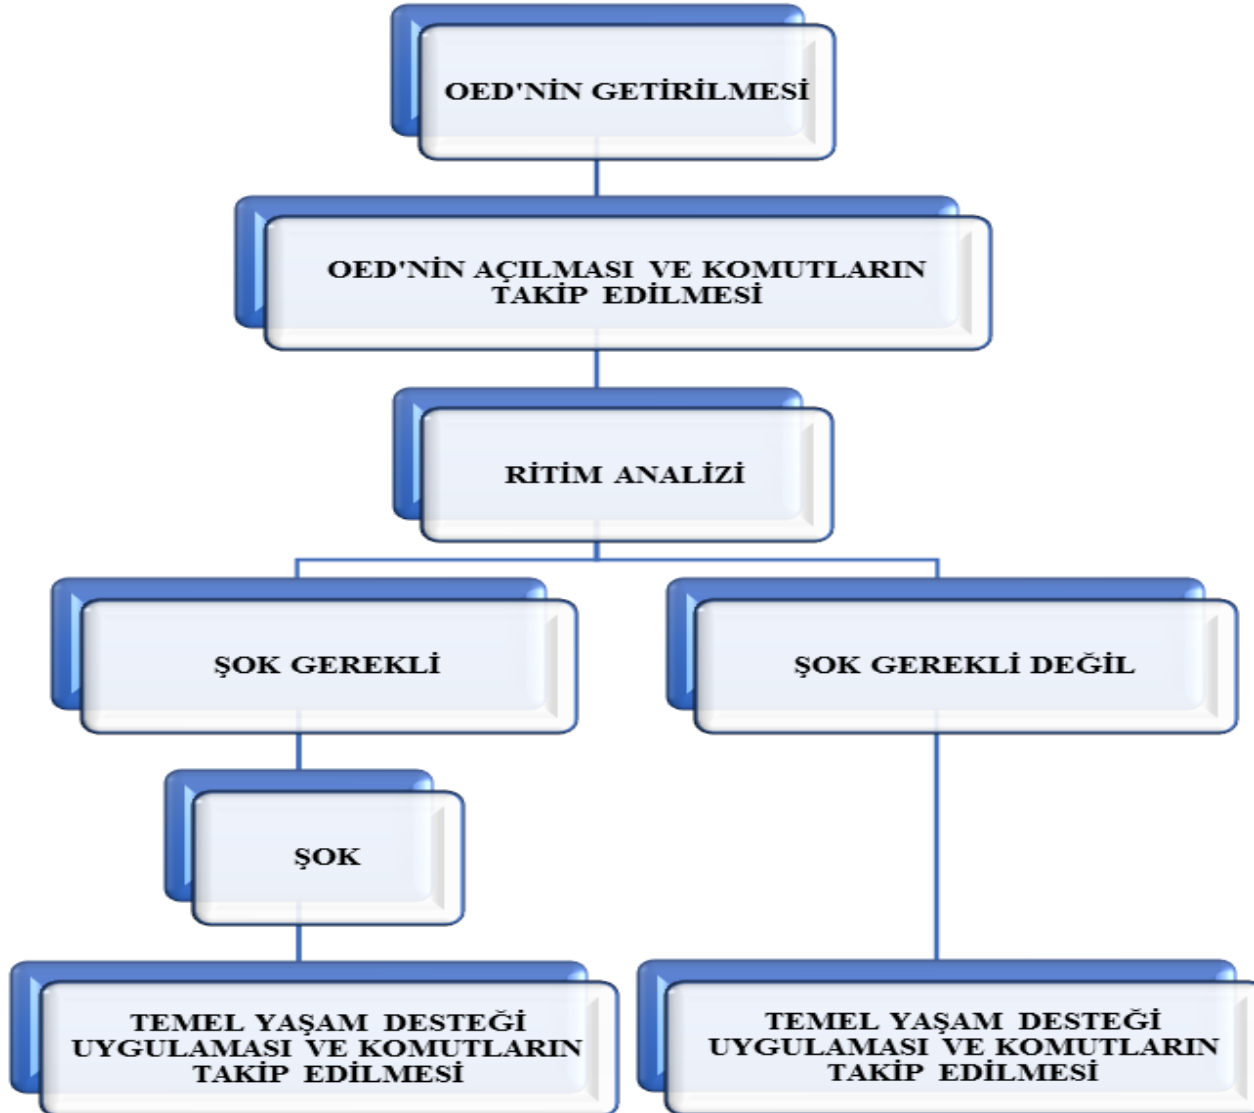 OED'NİN GETİRİLMESİ
OED'NİN AÇILMASI VE KOMUTLARIN
TAKİP EDİLMESİ
RİTİM ANALİZİ
ŞOK GEREKLİ
ŞOK GEREKLİ DEĞİL
ŞOK
TEMEL YAŞAM DESTEĞİ
UYGULAMASI VE KOMUTLARIN
TAKİP EDİLMESİ
TEMEL YAŞAM DESTEĞİ
UYGULAMASI VE KOMUTLARIN
TAKİP EDİLMESİ